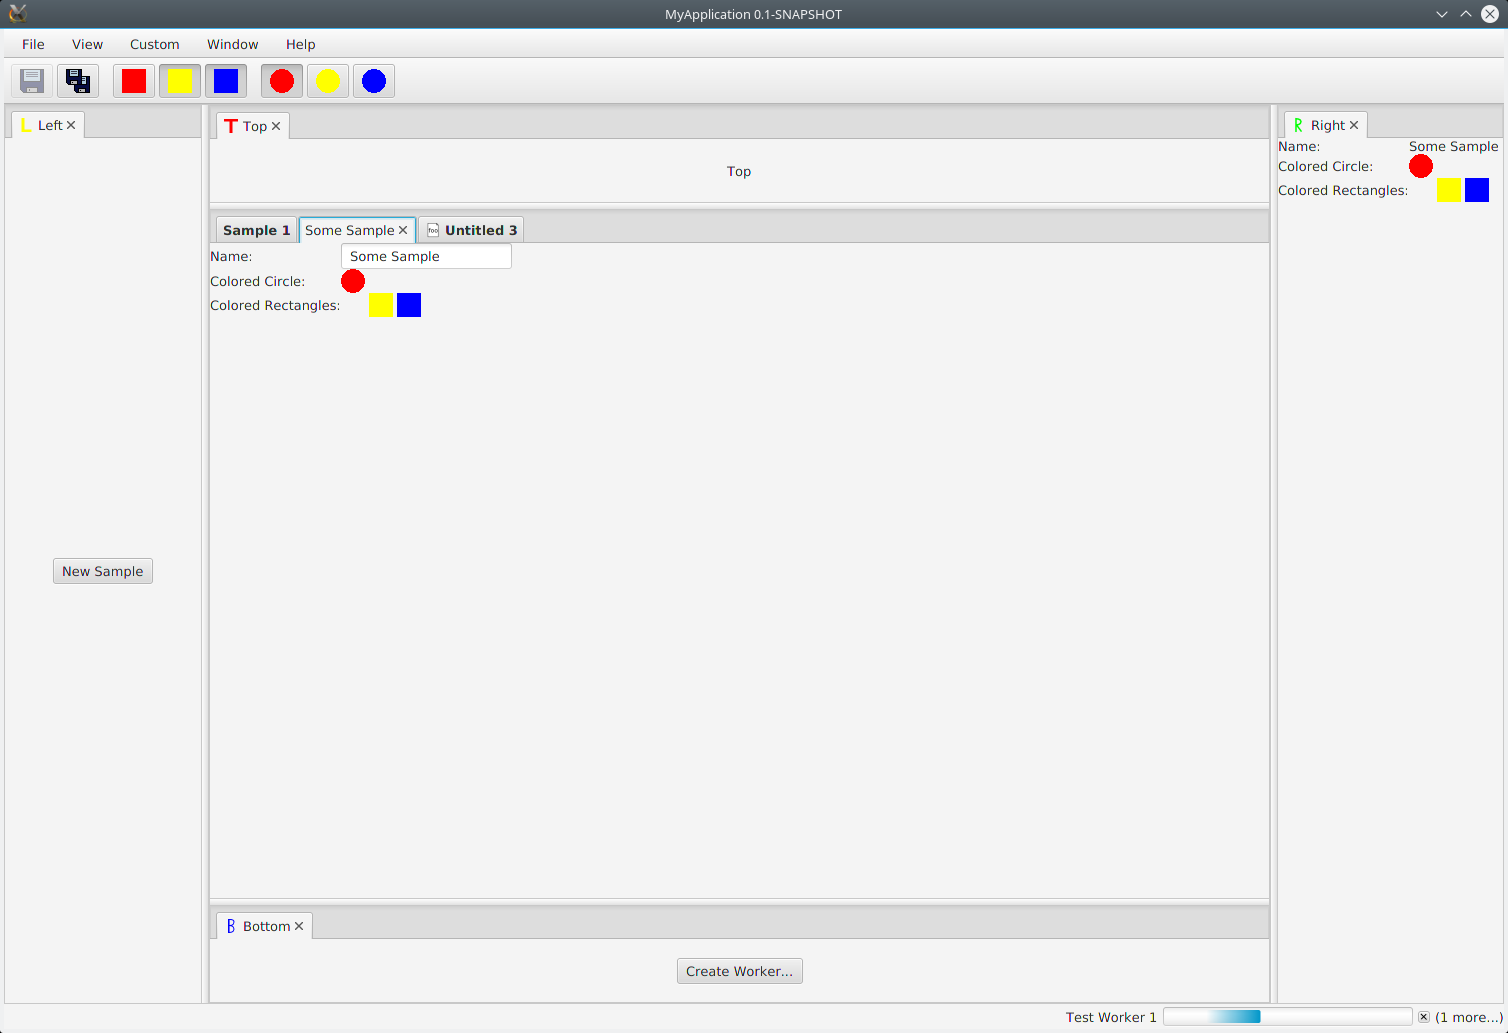 MyApplication 0.1-SNAPSHOT
File View Custom Window Help
L Left
T Top
Top
Sample 1 Some Sample foo Untitled 3
Name: Some Sample
Colored Circle:
Colored Rectangles:
R Right
Name: Some Sample
Colored Circle:
Colored Rectangles:
New Sample
B Bottom
Create Worker...
Test Worker 1 (1 more...)